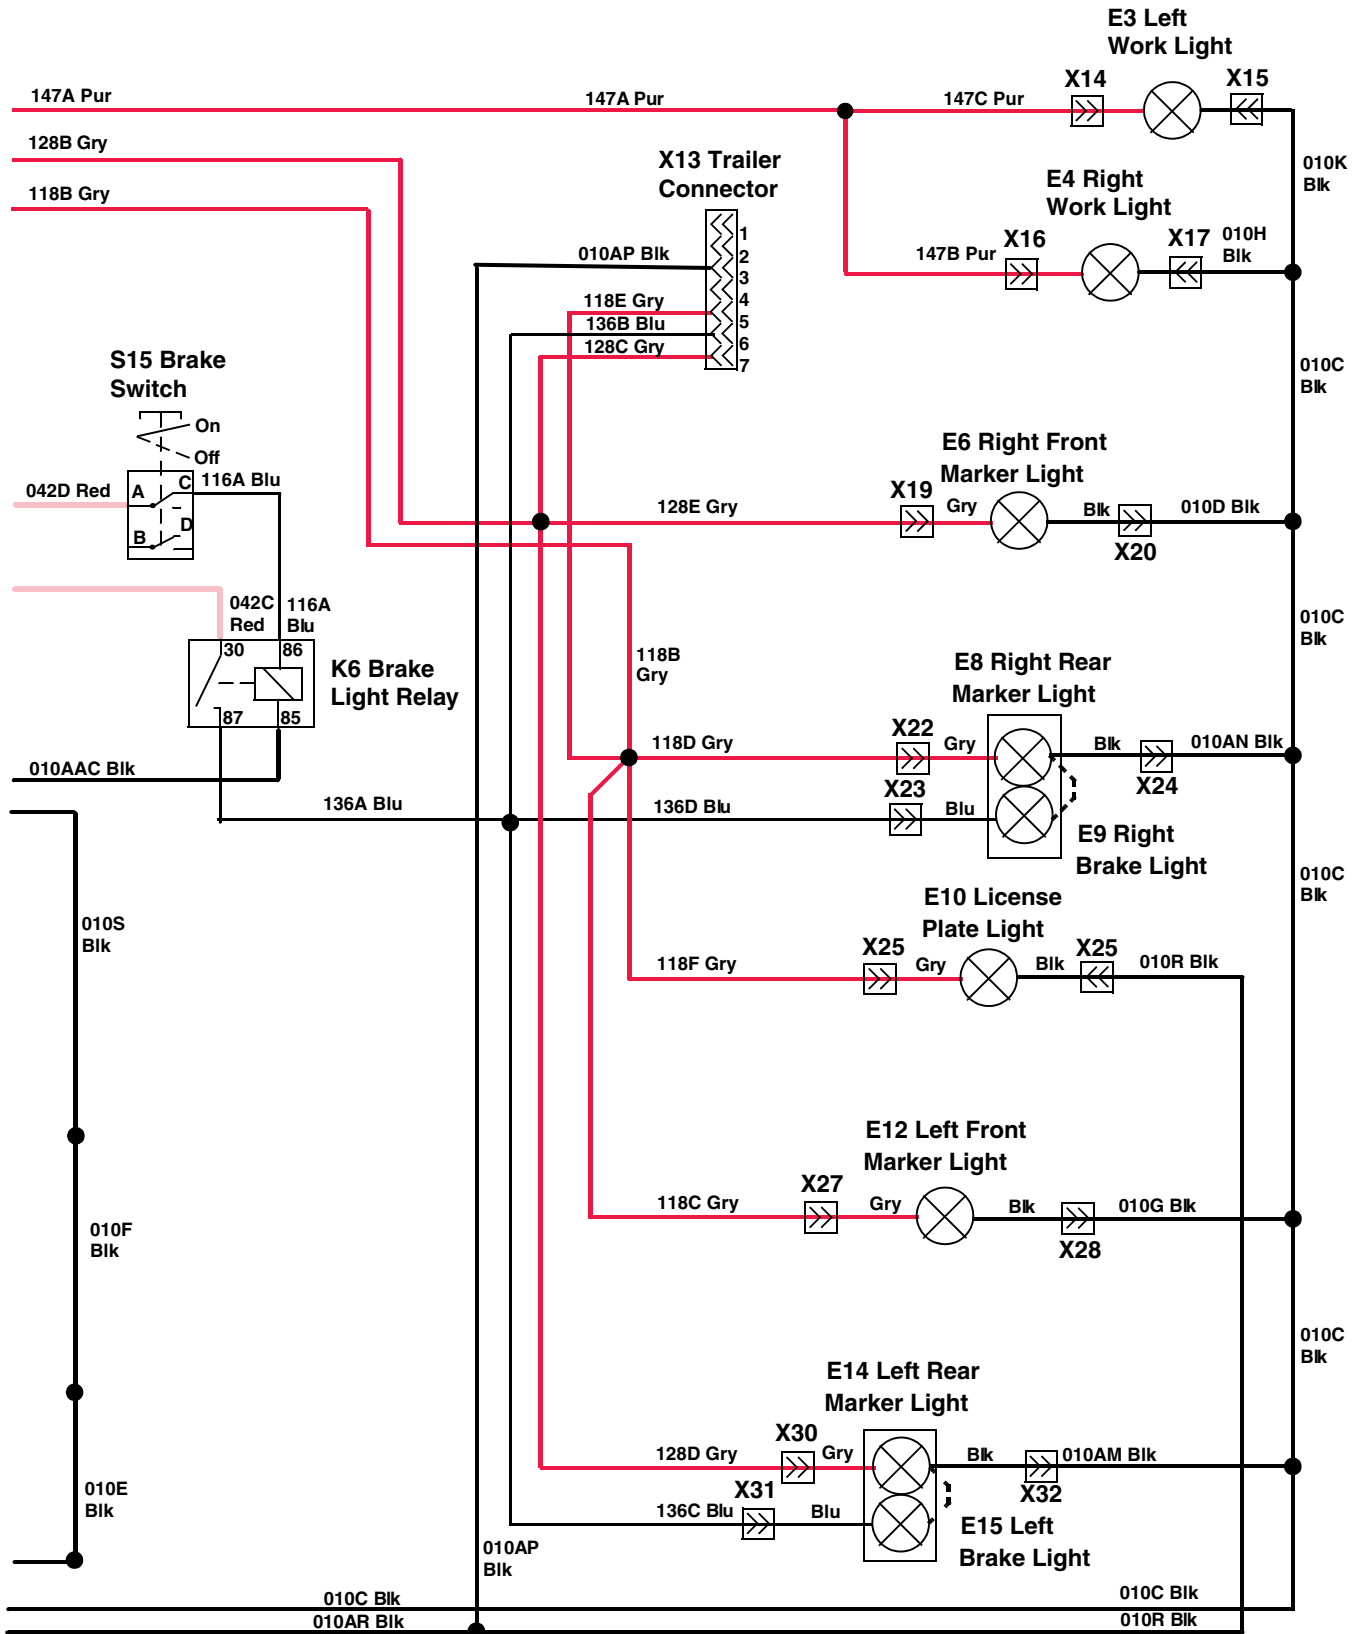 E3 Left
Work Light
X14
X15
147A Pur
147A Pur
147C Pur
128B Gry
X13 Trailer
Connector
010K
Blk
118B Gry
E4 Right
Work Light
1
2
3
4
5
6
7
010AP Blk
X16
X17
010H
Blk
147B Pur
118E Gry
136B Blu
128C Gry
S15 Brake
Switch
010C
Blk
On
Off
E6 Right Front
Marker Light
042D Red
A
C
116A Blu
B
D
X19
128E Gry
Gry
Blk
010D Blk
X20
042C
Red
116A
Blu
010C
Blk
30
86
K6 Brake
Light Relay
87
85
118B
Gry
E8 Right Rear
Marker Light
X22
118D Gry
Gry
Blk
010AN Blk
X24
010AAC Blk
X23
136A Blu
136D Blu
Blu
E9 Right
Brake Light
010C
Blk
E10 License
Plate Light
010S
Blk
X25
X25
118F Gry
Gry
Blk
010R Blk
E12 Left Front
Marker Light
X27
118C Gry
Gry
Blk
010G Blk
X28
010F
Blk
010C
Blk
E14 Left Rear
Marker Light
X30
128D Gry
Gry
Blk
010AM Blk
X32
010E
Blk
X31
136C Blu
Blu
E15 Left
Brake Light
010AP
Blk
010C Blk
010C Blk
010AR Blk
010R Blk